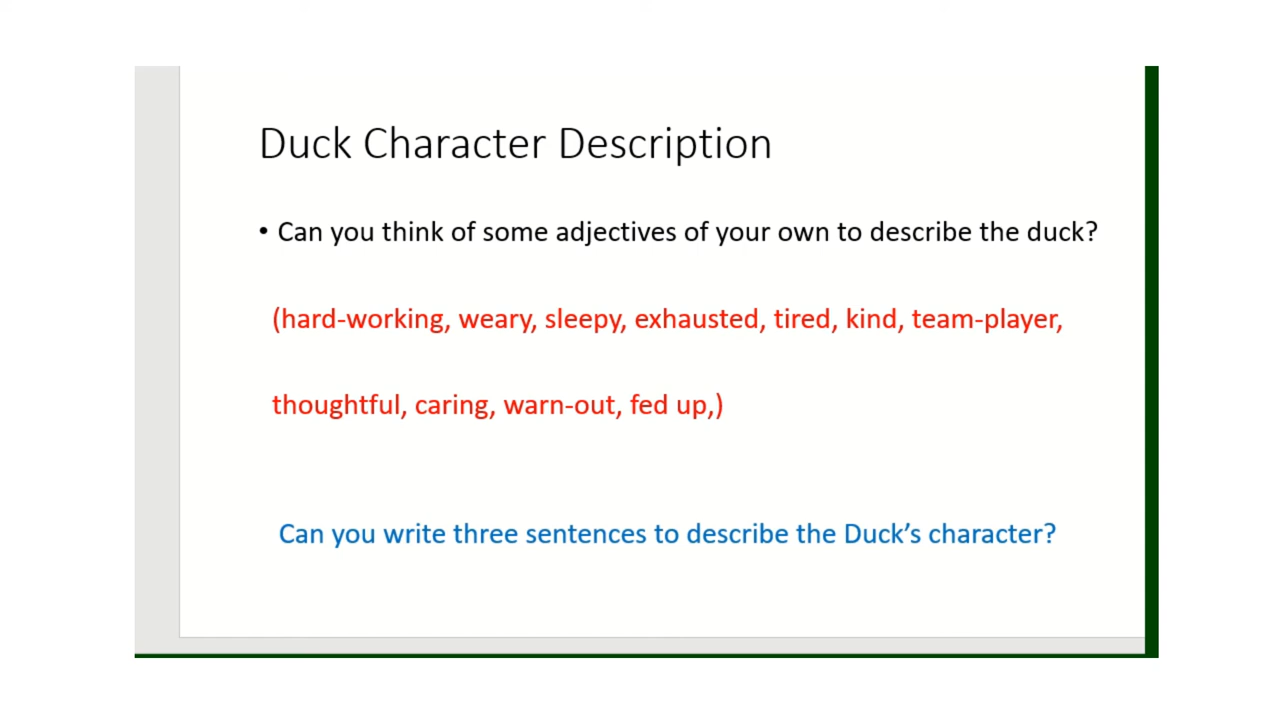 Duck Character Description
• Can you think of some adjectives of your own to describe the duck?
(hard-working, weary, sleepy, exhausted, tired, kind, team-player,
thoughtful, caring, warn-out, fed up,)
Can you write three sentences to describe the Duck’s character?